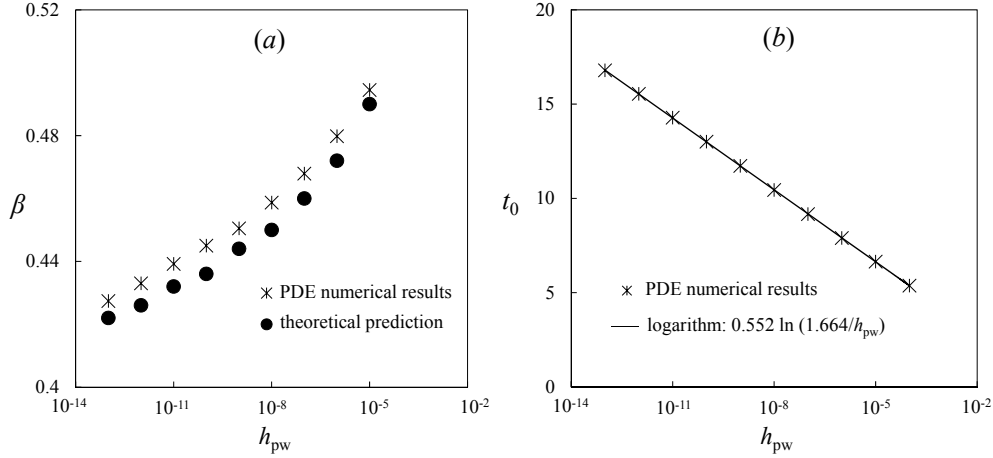 (a)
0.52
0.48
0.44
0.4
β
PDE numerical results
theoretical prediction
10^-14
10^-11
10^-8
10^-5
10^-2
h_pw
(b)
20
15
10
5
0
t_0
PDE numerical results
logarithm: 0.552 ln (1.664/h_pw)
10^-14
10^-11
10^-8
10^-5
10^-2
h_pw